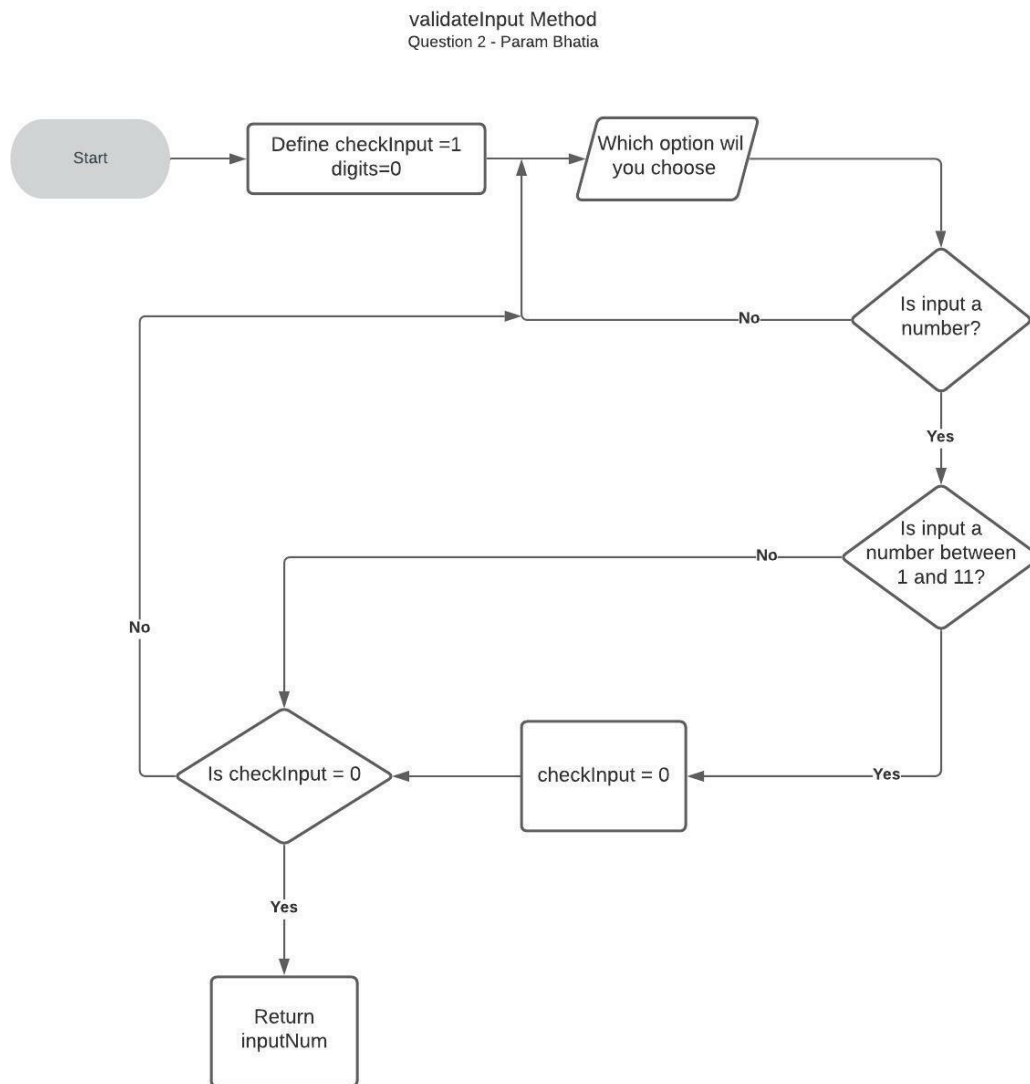 validateInput Method
Question 2 - Param Bhatia
Start
Define checkInput =1
digits=0
Which option wil
you choose
Is input a
number?
No
Yes
Is input a
number between
1 and 11?
No
No
Yes
checkInput = 0
Is checkInput = 0
Yes
Return
inputNum